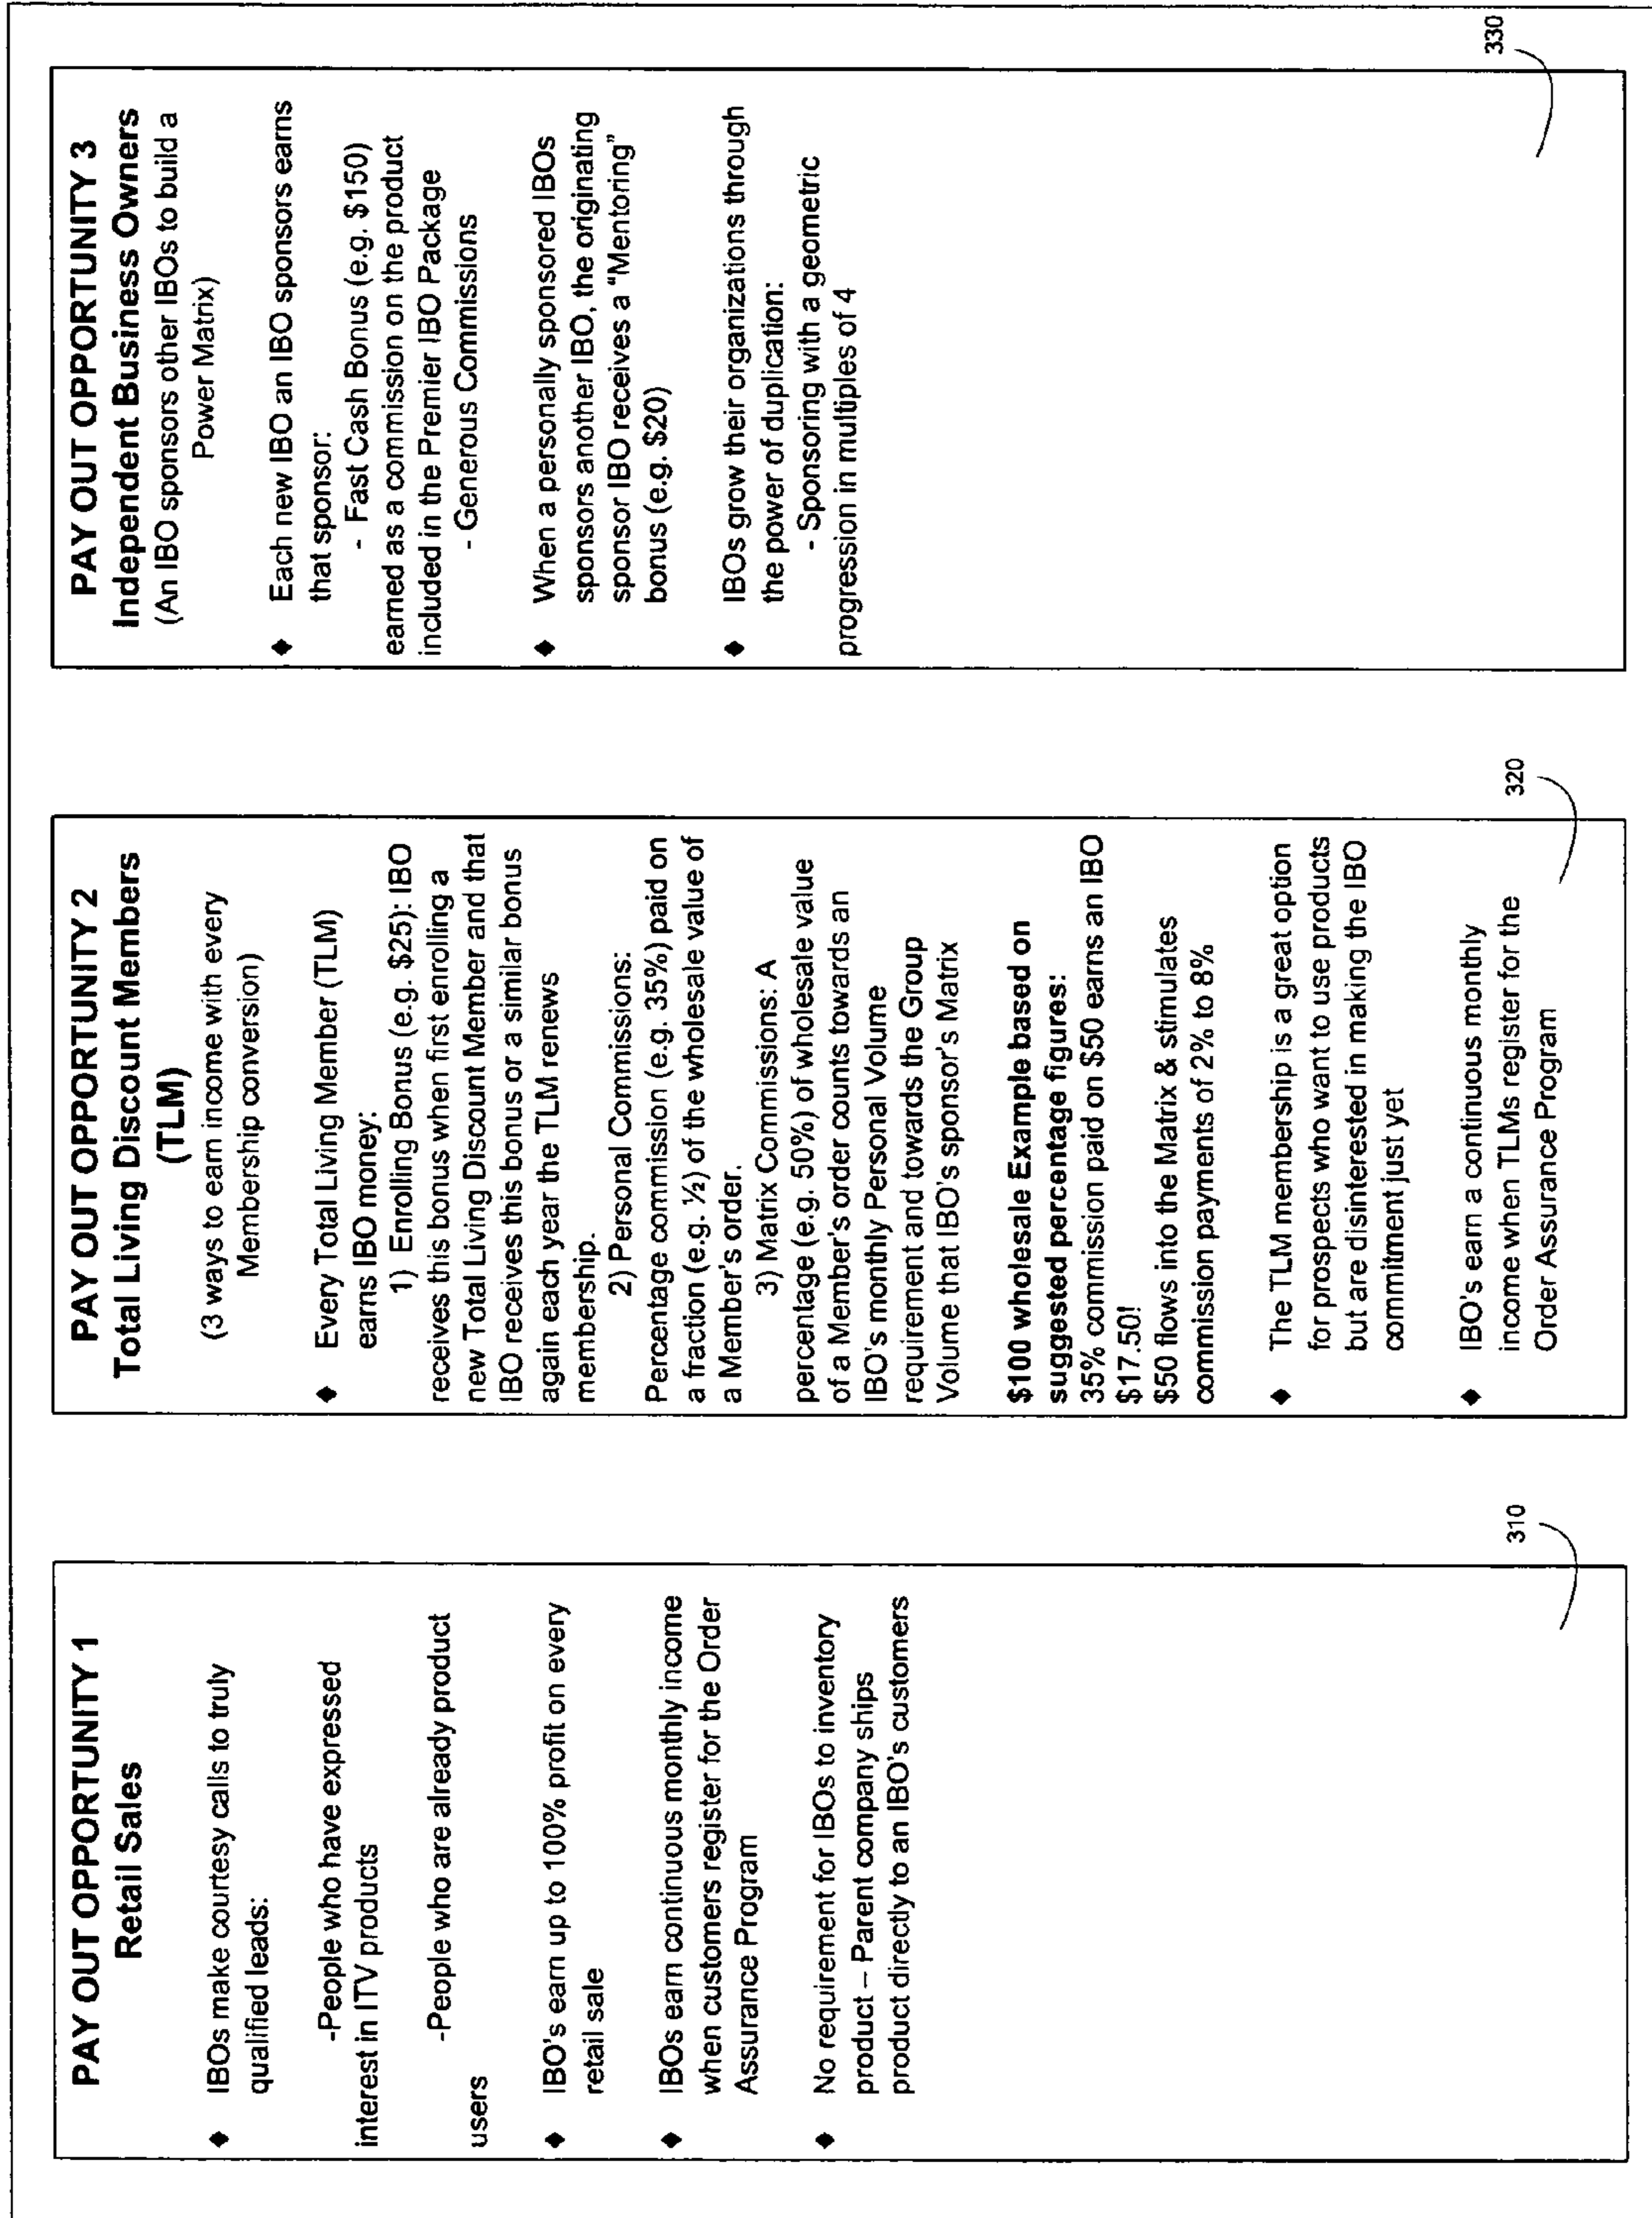 PAY OUT OPPORTUNITY 1
Retail Sales
♦ IBOs make courtesy calls to truly
qualified leads:
-People who have expressed
interest in ITV products
-People who are already product
users
♦ IBO's earn up to 100% profit on every
retail sale
♦ IBOs earn continuous monthly income
when customers register for the Order
Assurance Program
♦ No requirement for IBOs to inventory
product – Parent company ships
product directly to an IBO's customers
310
PAY OUT OPPORTUNITY 2
Total Living Discount Members
(TLM)
(3 ways to earn income with every
Membership conversion)
♦ Every Total Living Member (TLM)
earns IBO money:
1) Enrolling Bonus (e.g. $25): IBO
receives this bonus when first enrolling a
new Total Living Discount Member and that
IBO receives this bonus or a similar bonus
again each year the TLM renews
membership.
2) Personal Commissions:
Percentage commission (e.g. 35%) paid on
a fraction (e.g. ½) of the wholesale value of
a Member's order.
3) Matrix Commissions: A
percentage (e.g. 50%) of wholesale value
of a Member's order counts towards an
IBO's monthly Personal Volume
requirement and towards the Group
Volume that IBO's sponsor's Matrix
$100 wholesale Example based on
suggested percentage figures:
35% commission paid on $50 earns an IBO
$17.50!
$50 flows into the Matrix & stimulates
commission payments of 2% to 8%
♦ The TLM membership is a great option
for prospects who want to use products
but are disinterested in making the IBO
commitment just yet
♦ IBO's earn a continuous monthly
income when TLMs register for the
Order Assurance Program
320
PAY OUT OPPORTUNITY 3
Independent Business Owners
(An IBO sponsors other IBOs to build a
Power Matrix)
♦ Each new IBO an IBO sponsors earns
that sponsor:
- Fast Cash Bonus (e.g. $150)
earned as a commission on the product
included in the Premier IBO Package
- Generous Commissions
♦ When a personally sponsored IBOs
sponsors another IBO, the originating
sponsor IBO receives a "Mentoring"
bonus (e.g. $20)
♦ IBOs grow their organizations through
the power of duplication:
- Sponsoring with a geometric
progression in multiples of 4
330